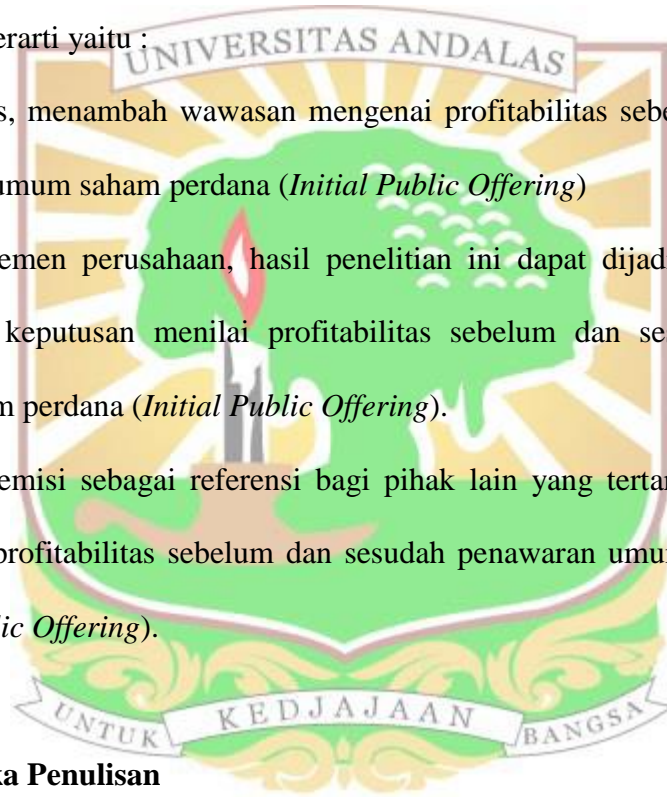 erarti yaitu :
UNIVERSITAS ANDALAS
s, menambah wawasan mengenai profitabilitas sebe
umum saham perdana (Initial Public Offering)
emen perusahaan, hasil penelitian ini dapat dijad
keputusan menilai profitabilitas sebelum dan se
m perdana (Initial Public Offering).
emisi sebagai referensi bagi pihak lain yang tertar
profitabilitas sebelum dan sesudah penawaran umu
lic Offering).
UNTUK KEDJAJAAN BANGSA
ka Penulisan